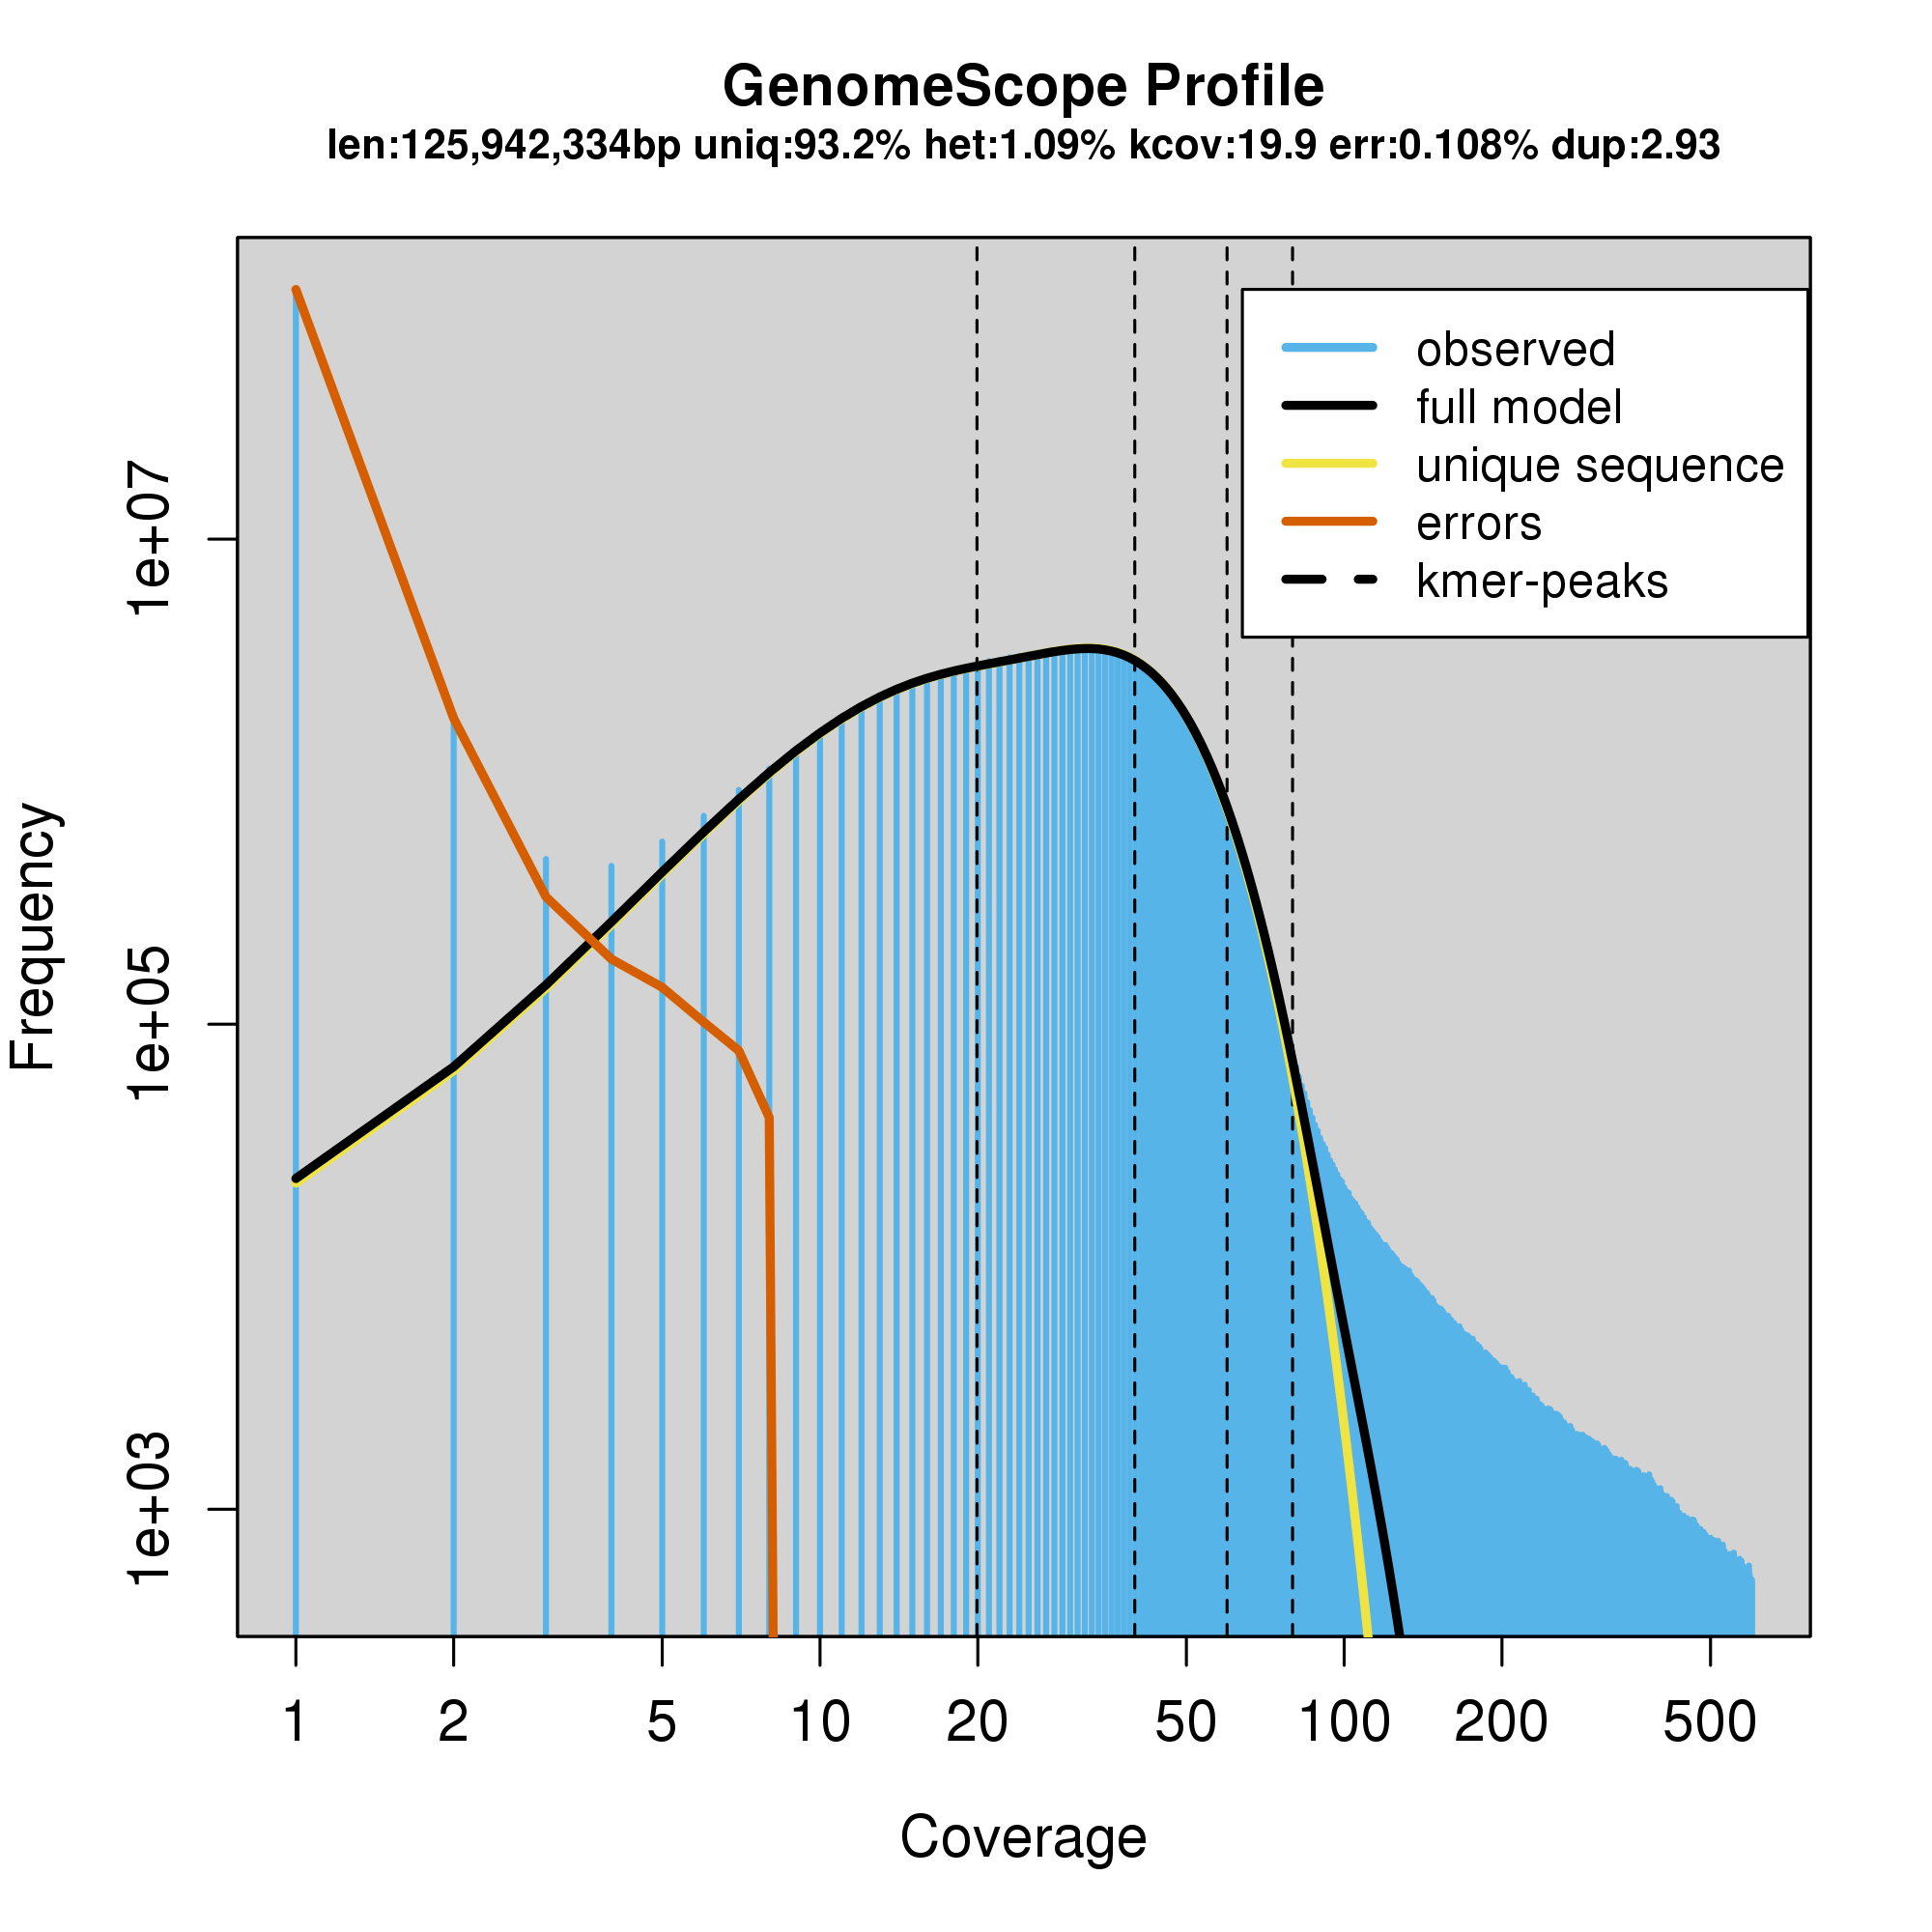 GenomeScope Profile
len:125,942,334bp uniq:93.2% het:1.09% kcov:19.9 err:0.108% dup:2.93
observed
full model
unique sequence
errors
kmer-peaks
1e+07
1e+05
1e+03
Frequency
1 2 5 10 20 50 100 200 500
Coverage